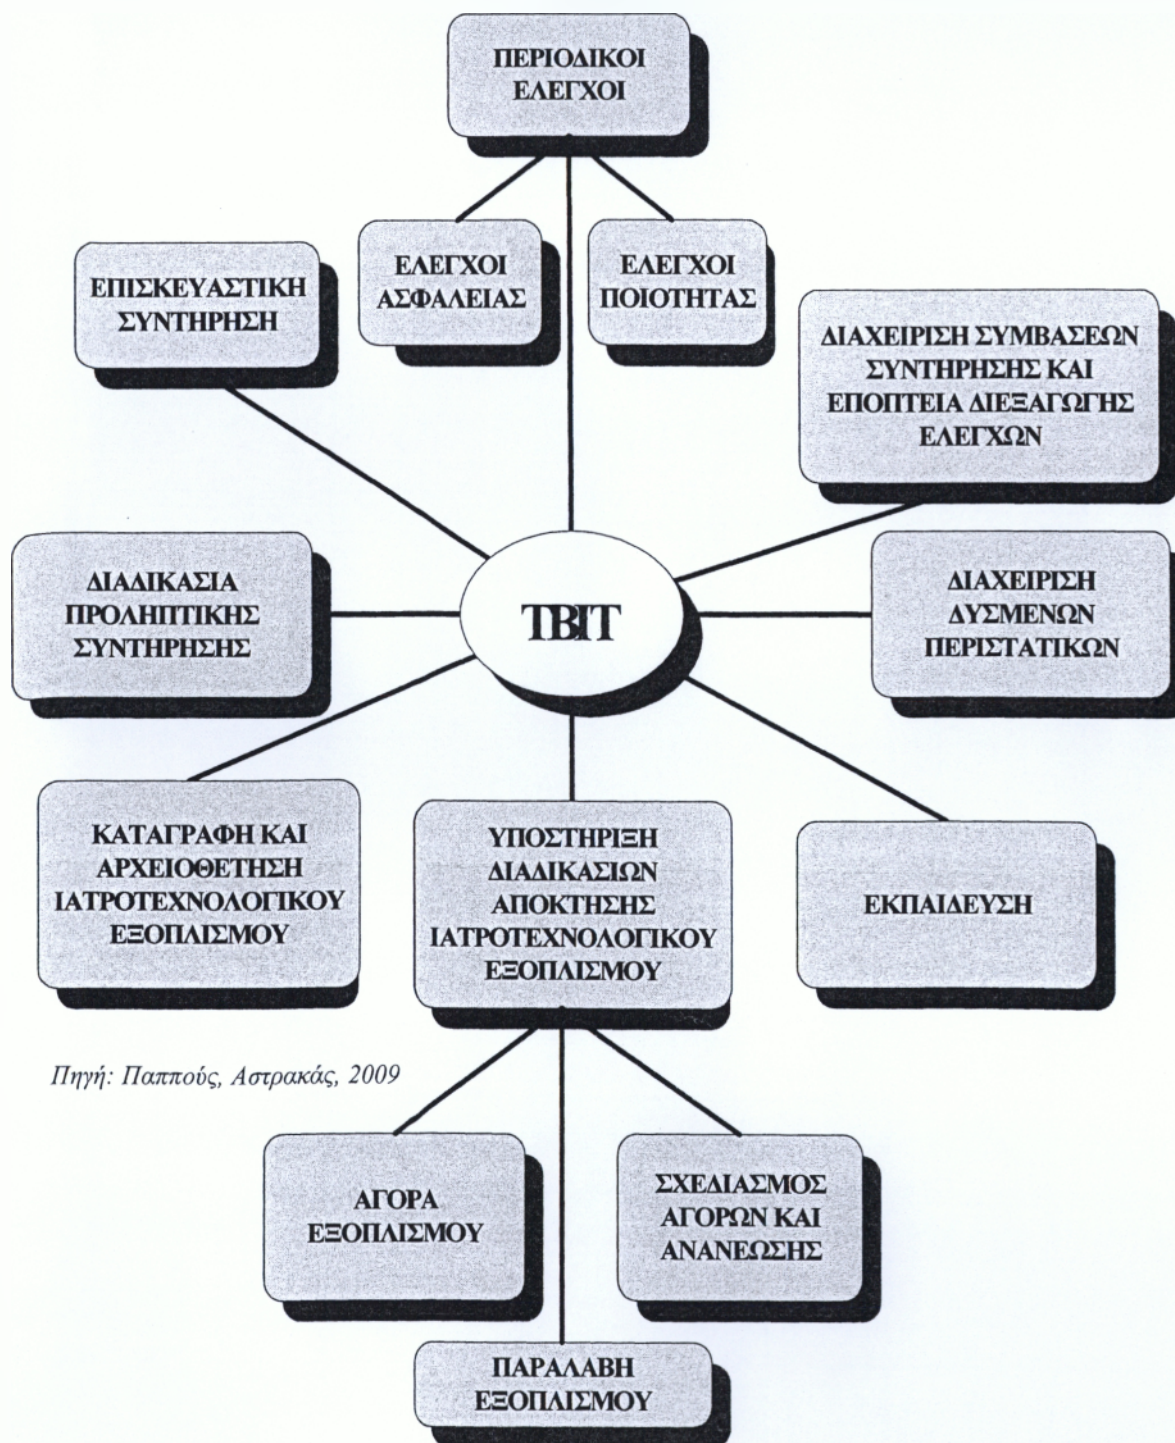 ΠΕΡΙΟΔΙΚΟΙ
ΕΛΕΓΧΟΙ
ΕΛΕΓΧΟΙ
ΑΣΦΑΛΕΙΑΣ
ΕΛΕΓΧΟΙ
ΠΟΙΟΤΗΤΑΣ
ΕΠΙΣΚΕΥΑΣΤΙΚΗ
ΣΥΝΤΗΡΗΣΗ
ΔΙΑΧΕΙΡΙΣΗ ΣΥΜΒΑΣΕΩΝ
ΣΥΝΤΗΡΗΣΗΣ ΚΑΙ
ΕΠΟΠΤΕΙΑ ΔΙΕΞΑΓΩΓΗΣ
ΕΛΕΓΧΩΝ
ΔΙΑΔΙΚΑΣΙΑ
ΠΡΟΛΗΠΤΙΚΗΣ
ΣΥΝΤΗΡΗΣΗΣ
ΤΒΙΤ
ΔΙΑΧΕΙΡΙΣΗ
ΔΥΣΜΕΝΩΝ
ΠΕΡΙΣΤΑΤΙΚΩΝ
ΚΑΤΑΓΡΑΦΗ ΚΑΙ
ΑΡΧΕΙΟΘΕΤΗΣΗ
ΙΑΤΡΟΤΕΧΝΟΛΟΓΙΚΟΥ
ΕΞΟΠΛΙΣΜΟΥ
ΥΠΟΣΤΗΡΙΞΗ
ΔΙΑΔΙΚΑΣΙΩΝ
ΑΠΟΚΤΗΣΗΣ
ΙΑΤΡΟΤΕΧΝΟΛΟΓΙΚΟΥ
ΕΞΟΠΛΙΣΜΟΥ
ΕΚΠΑΙΔΕΥΣΗ
Πηγή: Παππούς, Αστρακάς, 2009
ΑΓΟΡΑ
ΕΞΟΠΛΙΣΜΟΥ
ΣΧΕΔΙΑΣΜΟΣ
ΑΓΟΡΩΝ ΚΑΙ
ΑΝΑΝΕΩΣΗΣ
ΠΑΡΑΛΑΒΗ
ΕΞΟΠΛΙΣΜΟΥ